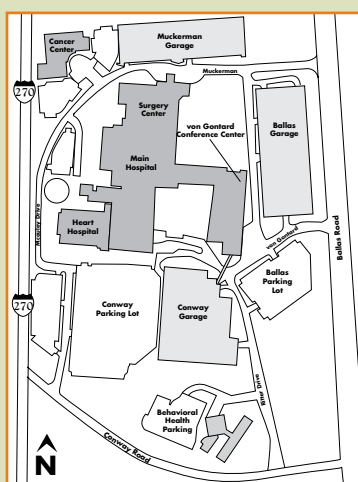 Cancer
Center
Muckerman
Garage
270
Muckerman
Surgery
Center
von Gontard
Conference Center
Ballas
Garage
Main
Hospital
Mcauley Drive
Heart
Hospital
von Gontard
Ballas Road
270
Conway
Parking Lot
Conway
Garage
Ballas
Parking
Lot
Biner Drive
Behavioral
Health
Parking
Conway Road
N